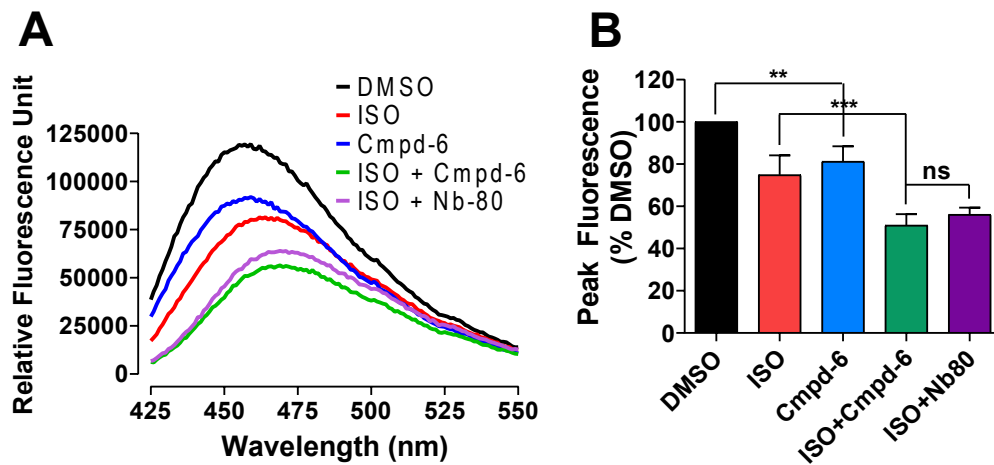 A
Relative Fluorescence Unit
125000
100000
75000
50000
25000
0
425
450
475
500
525
550
Wavelength (nm)
DMSO
ISO
Cmpd-6
ISO + Cmpd-6
ISO + Nb-80
B
Peak Fluorescence
(% DMSO)
120
100
80
60
40
20
0
**
***
ns
DMSO
ISO
Cmpd-6
ISO+Cmpd-6
ISO+Nb80